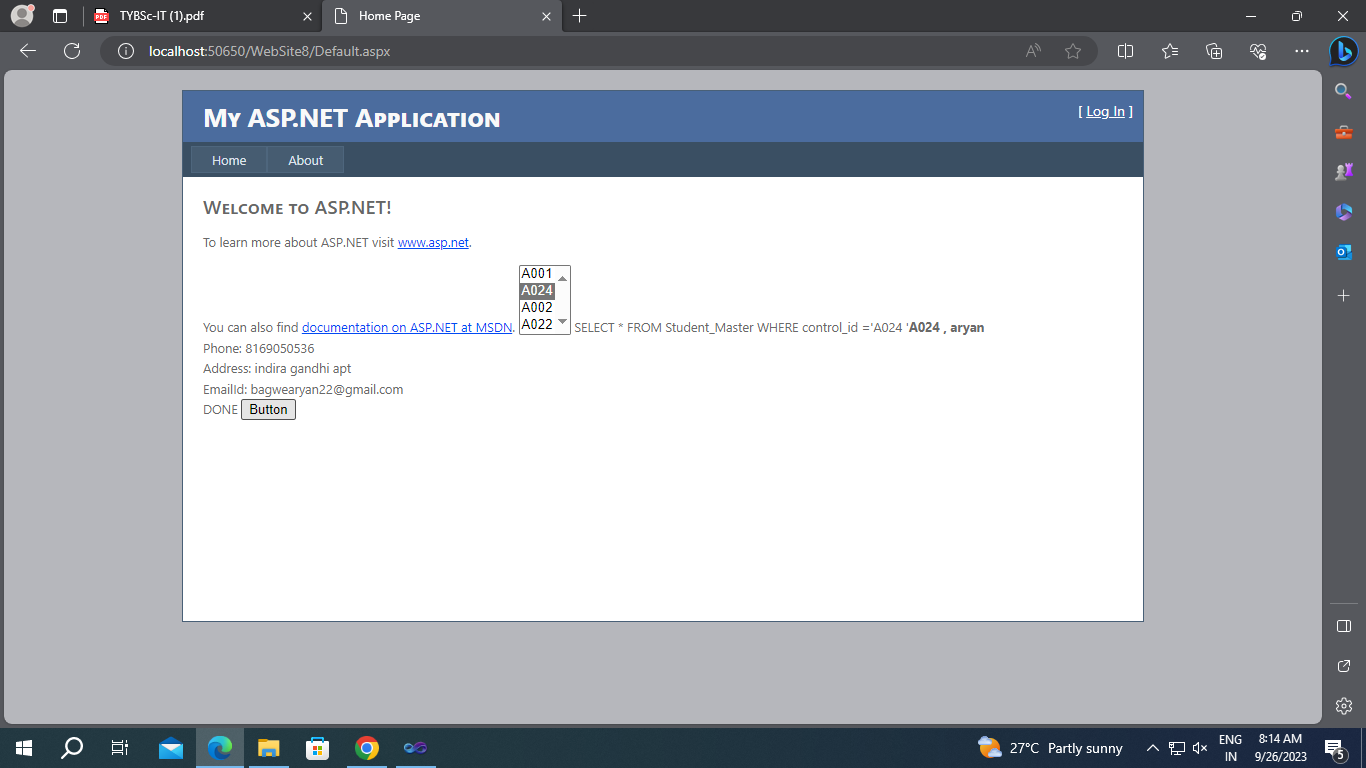 TYBSc-IT (1).pdf
Home Page
localhost:50650/WebSite8/Default.aspx
My ASP.NET Application
[ Log In ]
Home About
Welcome to ASP.NET!
To learn more about ASP.NET visit www.asp.net.
A001
A024
A002
A022
You can also find documentation on ASP.NET at MSDN. SELECT * FROM Student_Master WHERE control_id ='A024 'A024 , aryan
Phone: 8169050536
Address: indira gandhi apt
EmailId: bagwearyan22@gmail.com
DONE Button
27°C Partly sunny
ENG
IN
8:14 AM
9/26/2023
5